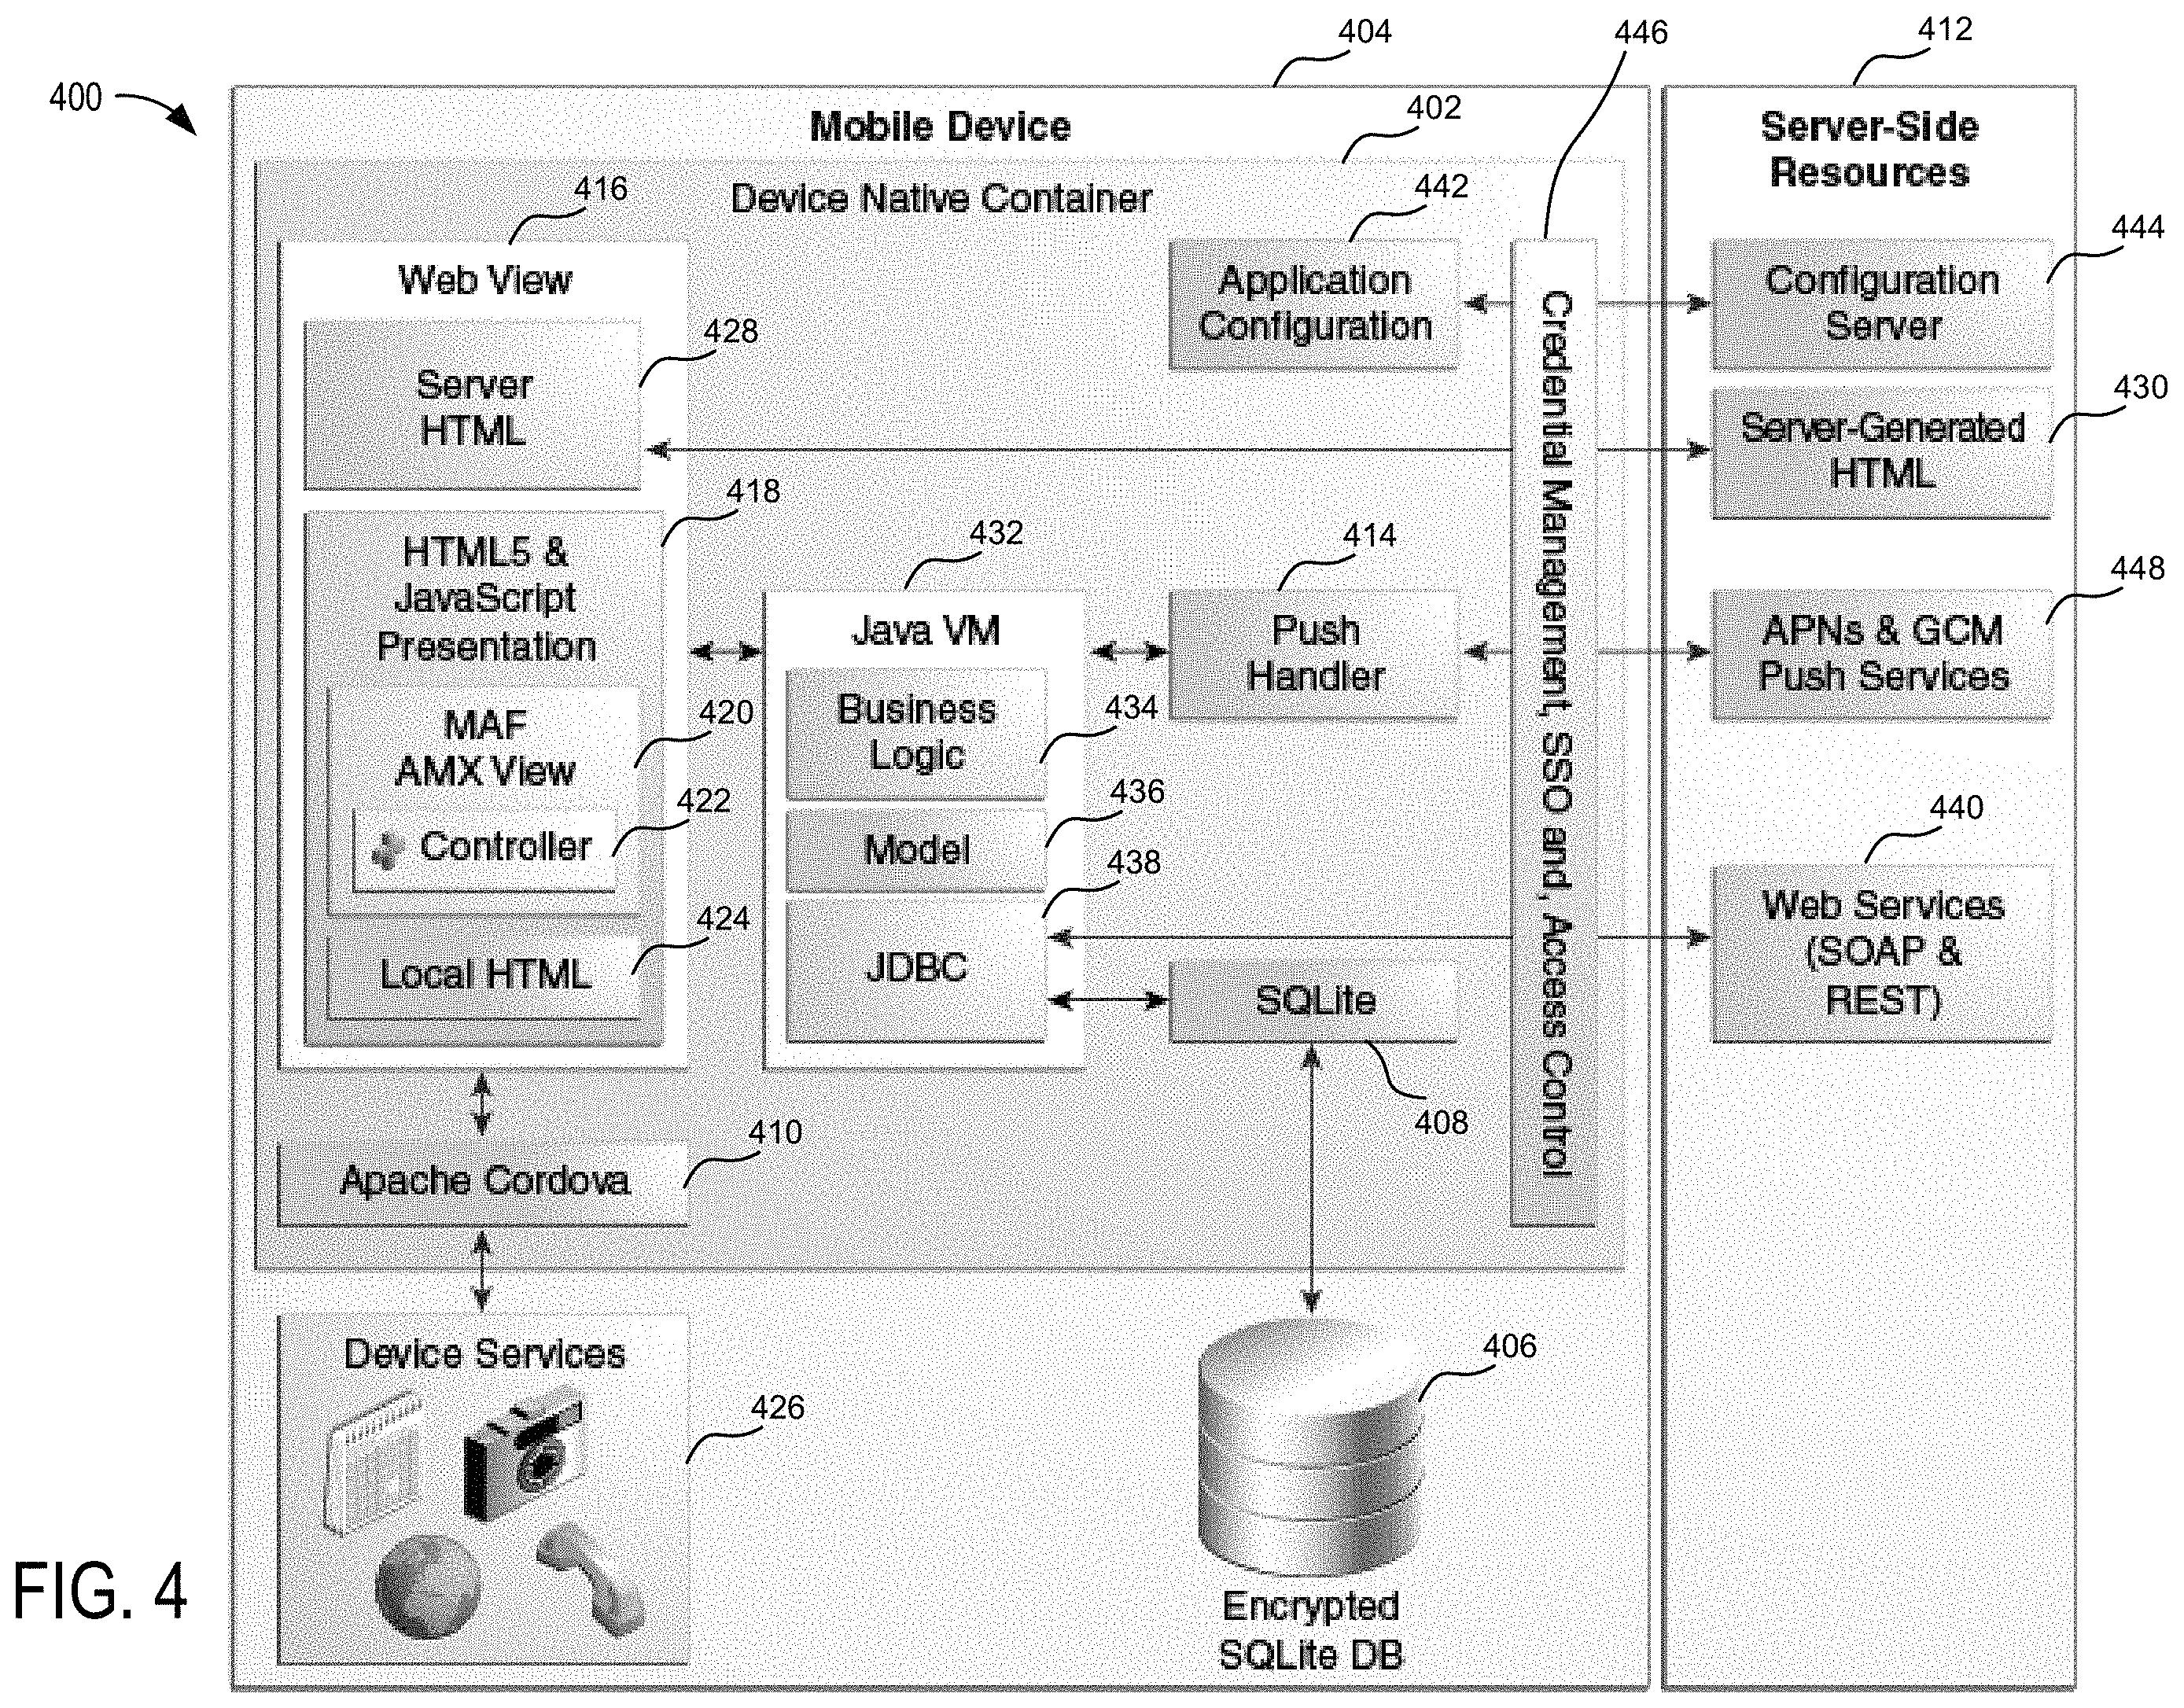 404
446
412
400
402
Mobile Device
Server-Side
Resources
416
Device Native Container
442
444
Web View
Application
Configuration
Configuration
Server
428
Server
HTML
430
Server-Generated
HTML
418
HTML5 &
JavaScript
Presentation
432
414
448
Java VM
Push
Handler
APNs & GCM
Push Services
Business
Logic
434
MAF
AMX View
420
422
Controller
436
Model
438
440
Web Services
(SOAP &
REST)
424
Local HTML
JDBC
SQLite
408
Credential Management, SSO and, Access Control
410
Apache Cordova
Device Services
426
406
Encrypted
SQLite DB
FIG. 4